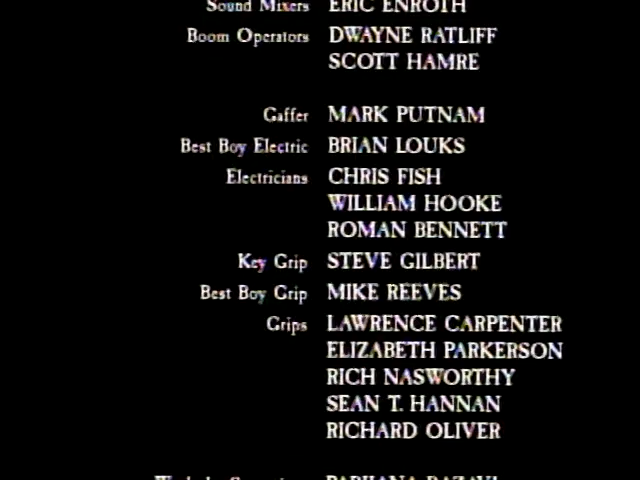 Sound Mixers ERIC ENROTH
Boom Operators DWAYNE RATLIFF
SCOTT HAMRE
Gaffer MARK PUTNAM
Best Boy Electric BRIAN LOUKS
Electricians CHRIS FISH
WILLIAM HOOKE
ROMAN BENNETT
Key Grip STEVE GILBERT
Best Boy Grip MIKE REEVES
Grips LAWRENCE CARPENTER
ELIZABETH PARKERSON
RICH NASWORTHY
SEAN T. HANNAN
RICHARD OLIVER